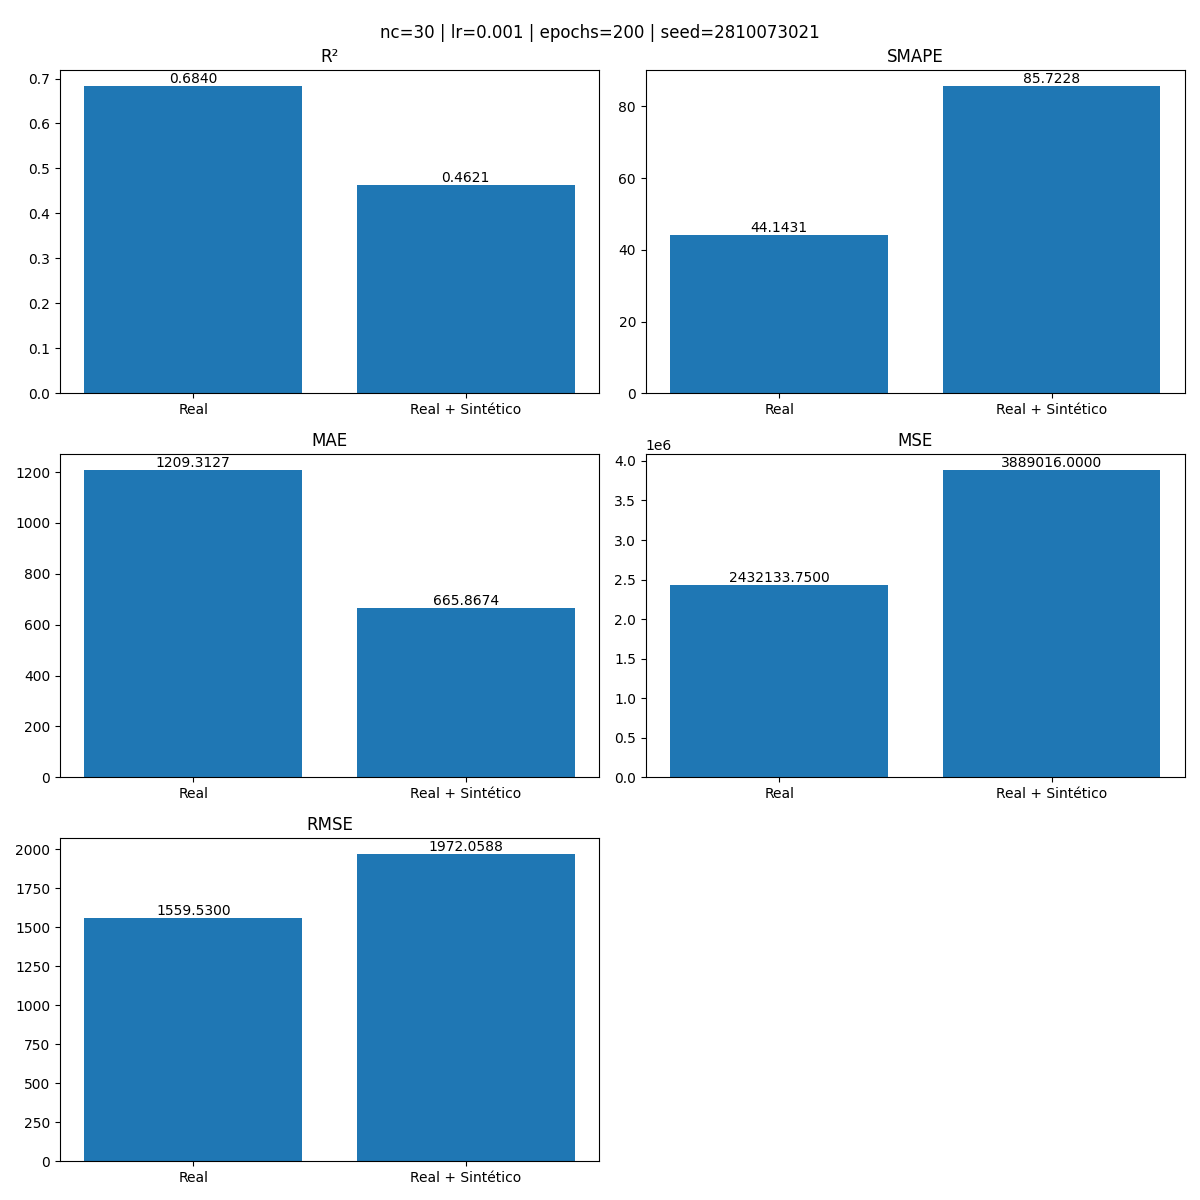 nc=30 | lr=0.001 | epochs=200 | seed=2810073021
R²
0.7
0.6
0.5
0.4
0.3
0.2
0.1
0.0
0.6840
0.4621
Real
Real + Sintético
SMAPE
80
60
40
20
0
44.1431
85.7228
Real
Real + Sintético
MAE
1200
1000
800
600
400
200
0
1209.3127
665.8674
Real
Real + Sintético
MSE
1e6
4.0
3.5
3.0
2.5
2.0
1.5
1.0
0.5
0.0
2432133.7500
3889016.0000
Real
Real + Sintético
RMSE
2000
1750
1500
1250
1000
750
500
250
0
1559.5300
1972.0588
Real
Real + Sintético